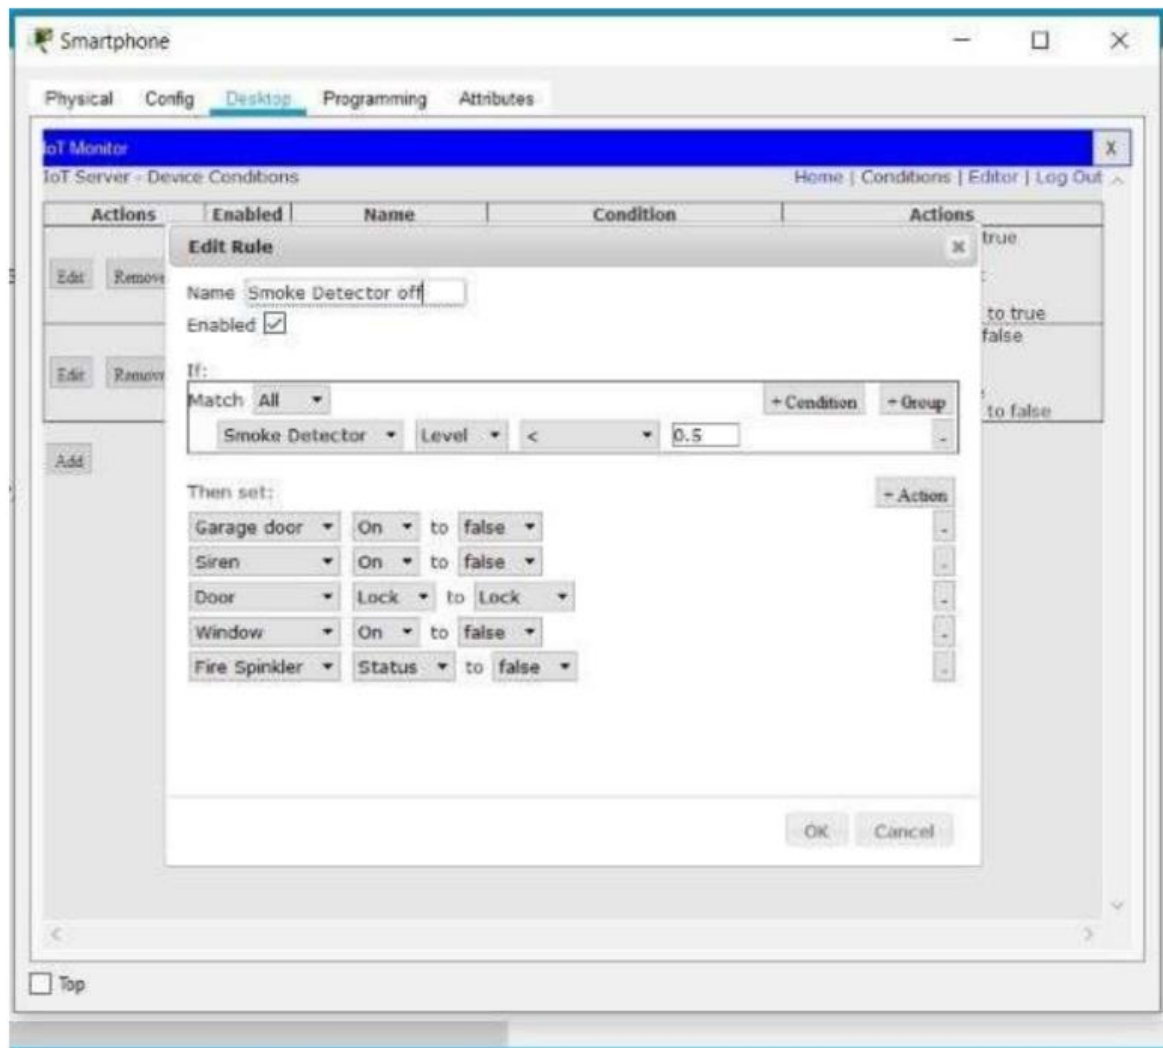 Smartphone
Physical Config Desktop Programming Attributes
IoT Monitor X
IoT Server - Device Conditions Home | Conditions | Editor | Log Out
Actions Enabled Name Condition Actions
Edit Rule
true
Edit Remove
Name Smoke Detector off
to true
Enabled
false
If:
Edit Remove
Match All + Condition + Group
to false
Smoke Detector Level < 0.5 -
Add
Then set: + Action
Garage door On to false -
Siren On to false -
Door Lock to Lock -
Window On to false -
Fire Spinkler Status to false -
OK Cancel
Top